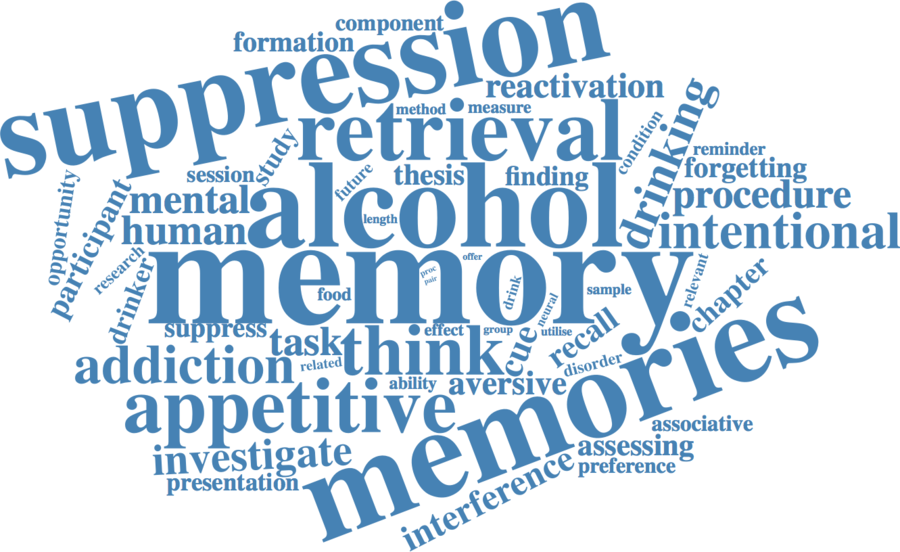 component
formation
suppression
reactivation
method
measure
retrieval
drinking
condition
study
reminder
session
future
thesis
finding
forgetting
opportunity
participant
mental
alcohol
procedure
length
human
intentional
research
memory
offer
relevant
proc
pair
drinker
food
drink
sample
chapter
neural
suppress
effect
group
utilise
cue
recall
task
think
memories
related
disorder
addiction
ability
aversive
appetitive
associative
investigate
assessing
interference
preference
presentation